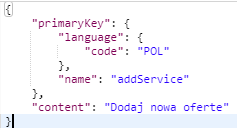 {
    "primaryKey": {
        "language": {
            "code": "POL"
        },
        "name": "addService"
    },
    "content": "Dodaj nowa oferte"
}